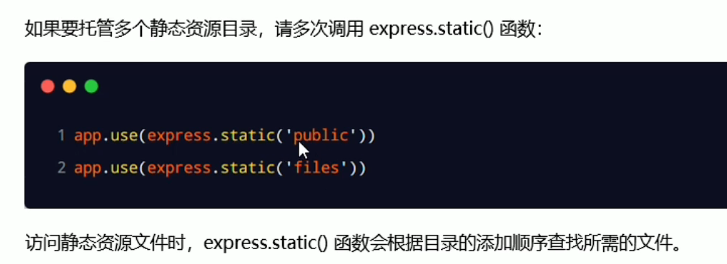 如果要托管多个静态资源目录，请多次调用 express.static() 函数：
1 app.use(express.static('public'))
2 app.use(express.static('files'))
访问静态资源文件时，express.static() 函数会根据目录的添加顺序查找所需的文件。